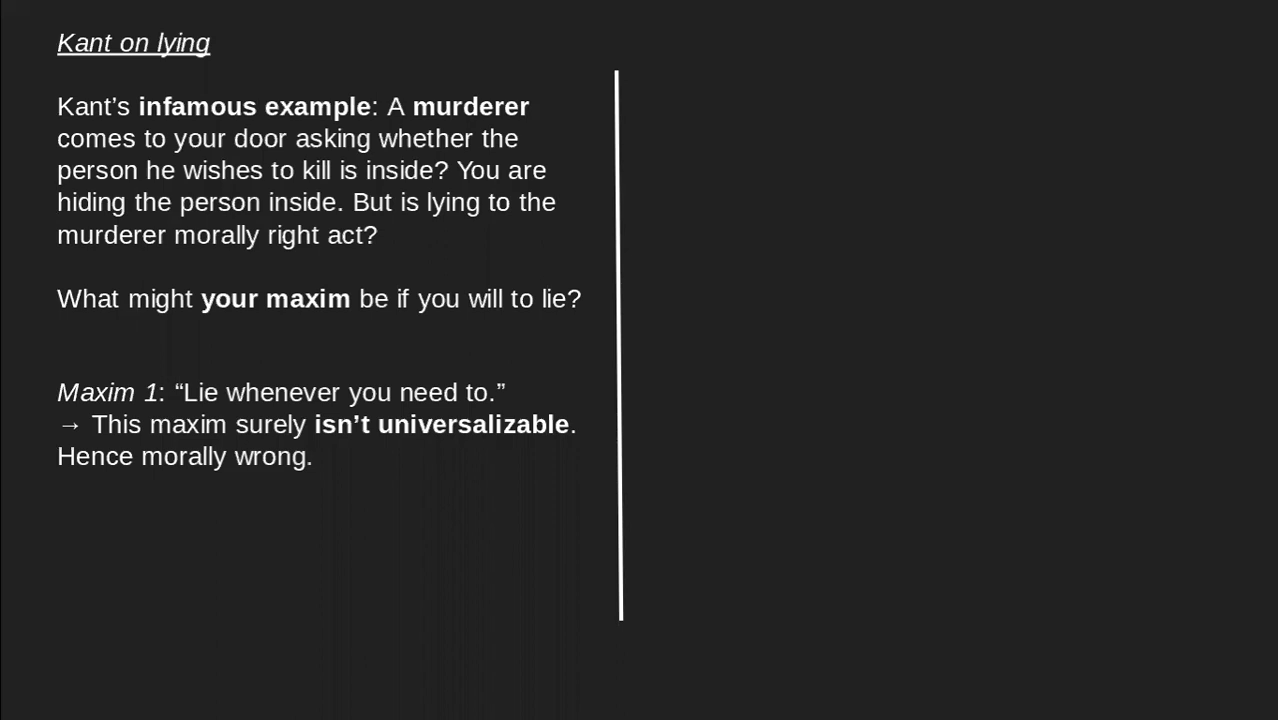 Kant on lying
Kant’s infamous example: A murderer
comes to your door asking whether the
person he wishes to kill is inside? You are
hiding the person inside. But is lying to the
murderer morally right act?
What might your maxim be if you will to lie?
Maxim 1: “Lie whenever you need to.”
→ This maxim surely isn’t universalizable.
Hence morally wrong.